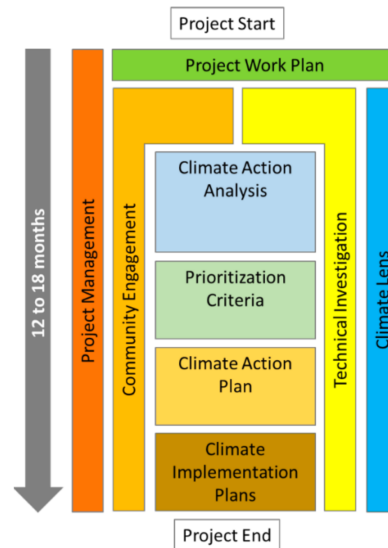 Project Start
Project Work Plan
12 to 18 months
Project Management
Community Engagement
Climate Action
Analysis
Prioritization
Criteria
Climate Action
Plan
Climate
Implementation
Plans
Technical Investigation
Climate Lens
Project End